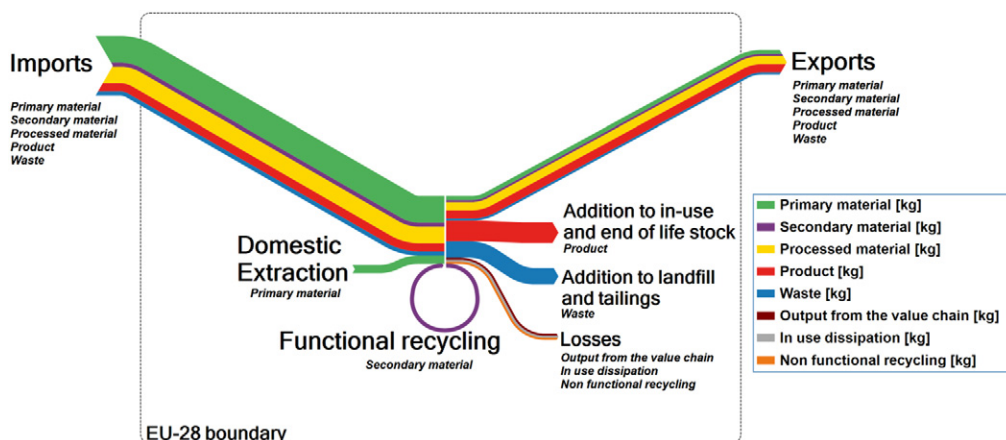 Imports
Primary material
Secondary material
Processed material
Product
Waste
Exports
Primary material
Secondary material
Processed material
Product
Waste
Domestic
Extraction
Primary material
Functional recycling
Secondary material
Addition to in-use
and end of life stock
Product
Addition to landfill
and tailings
Waste
Losses
Output from the value chain
In use dissipation
Non functional recycling
Primary material [kg]
Secondary material [kg]
Processed material [kg]
Product [kg]
Waste [kg]
Output from the value chain [kg]
In use dissipation [kg]
Non functional recycling [kg]
EU-28 boundary